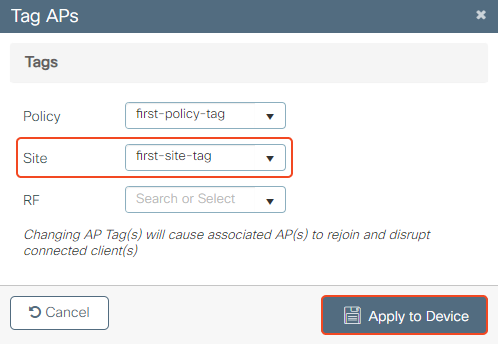 Tag APs
Tags
Policy first-policy-tag
Site first-site-tag
RF Search or Select
Changing AP Tag(s) will cause associated AP(s) to rejoin and disrupt
connected client(s)
Cancel Apply to Device